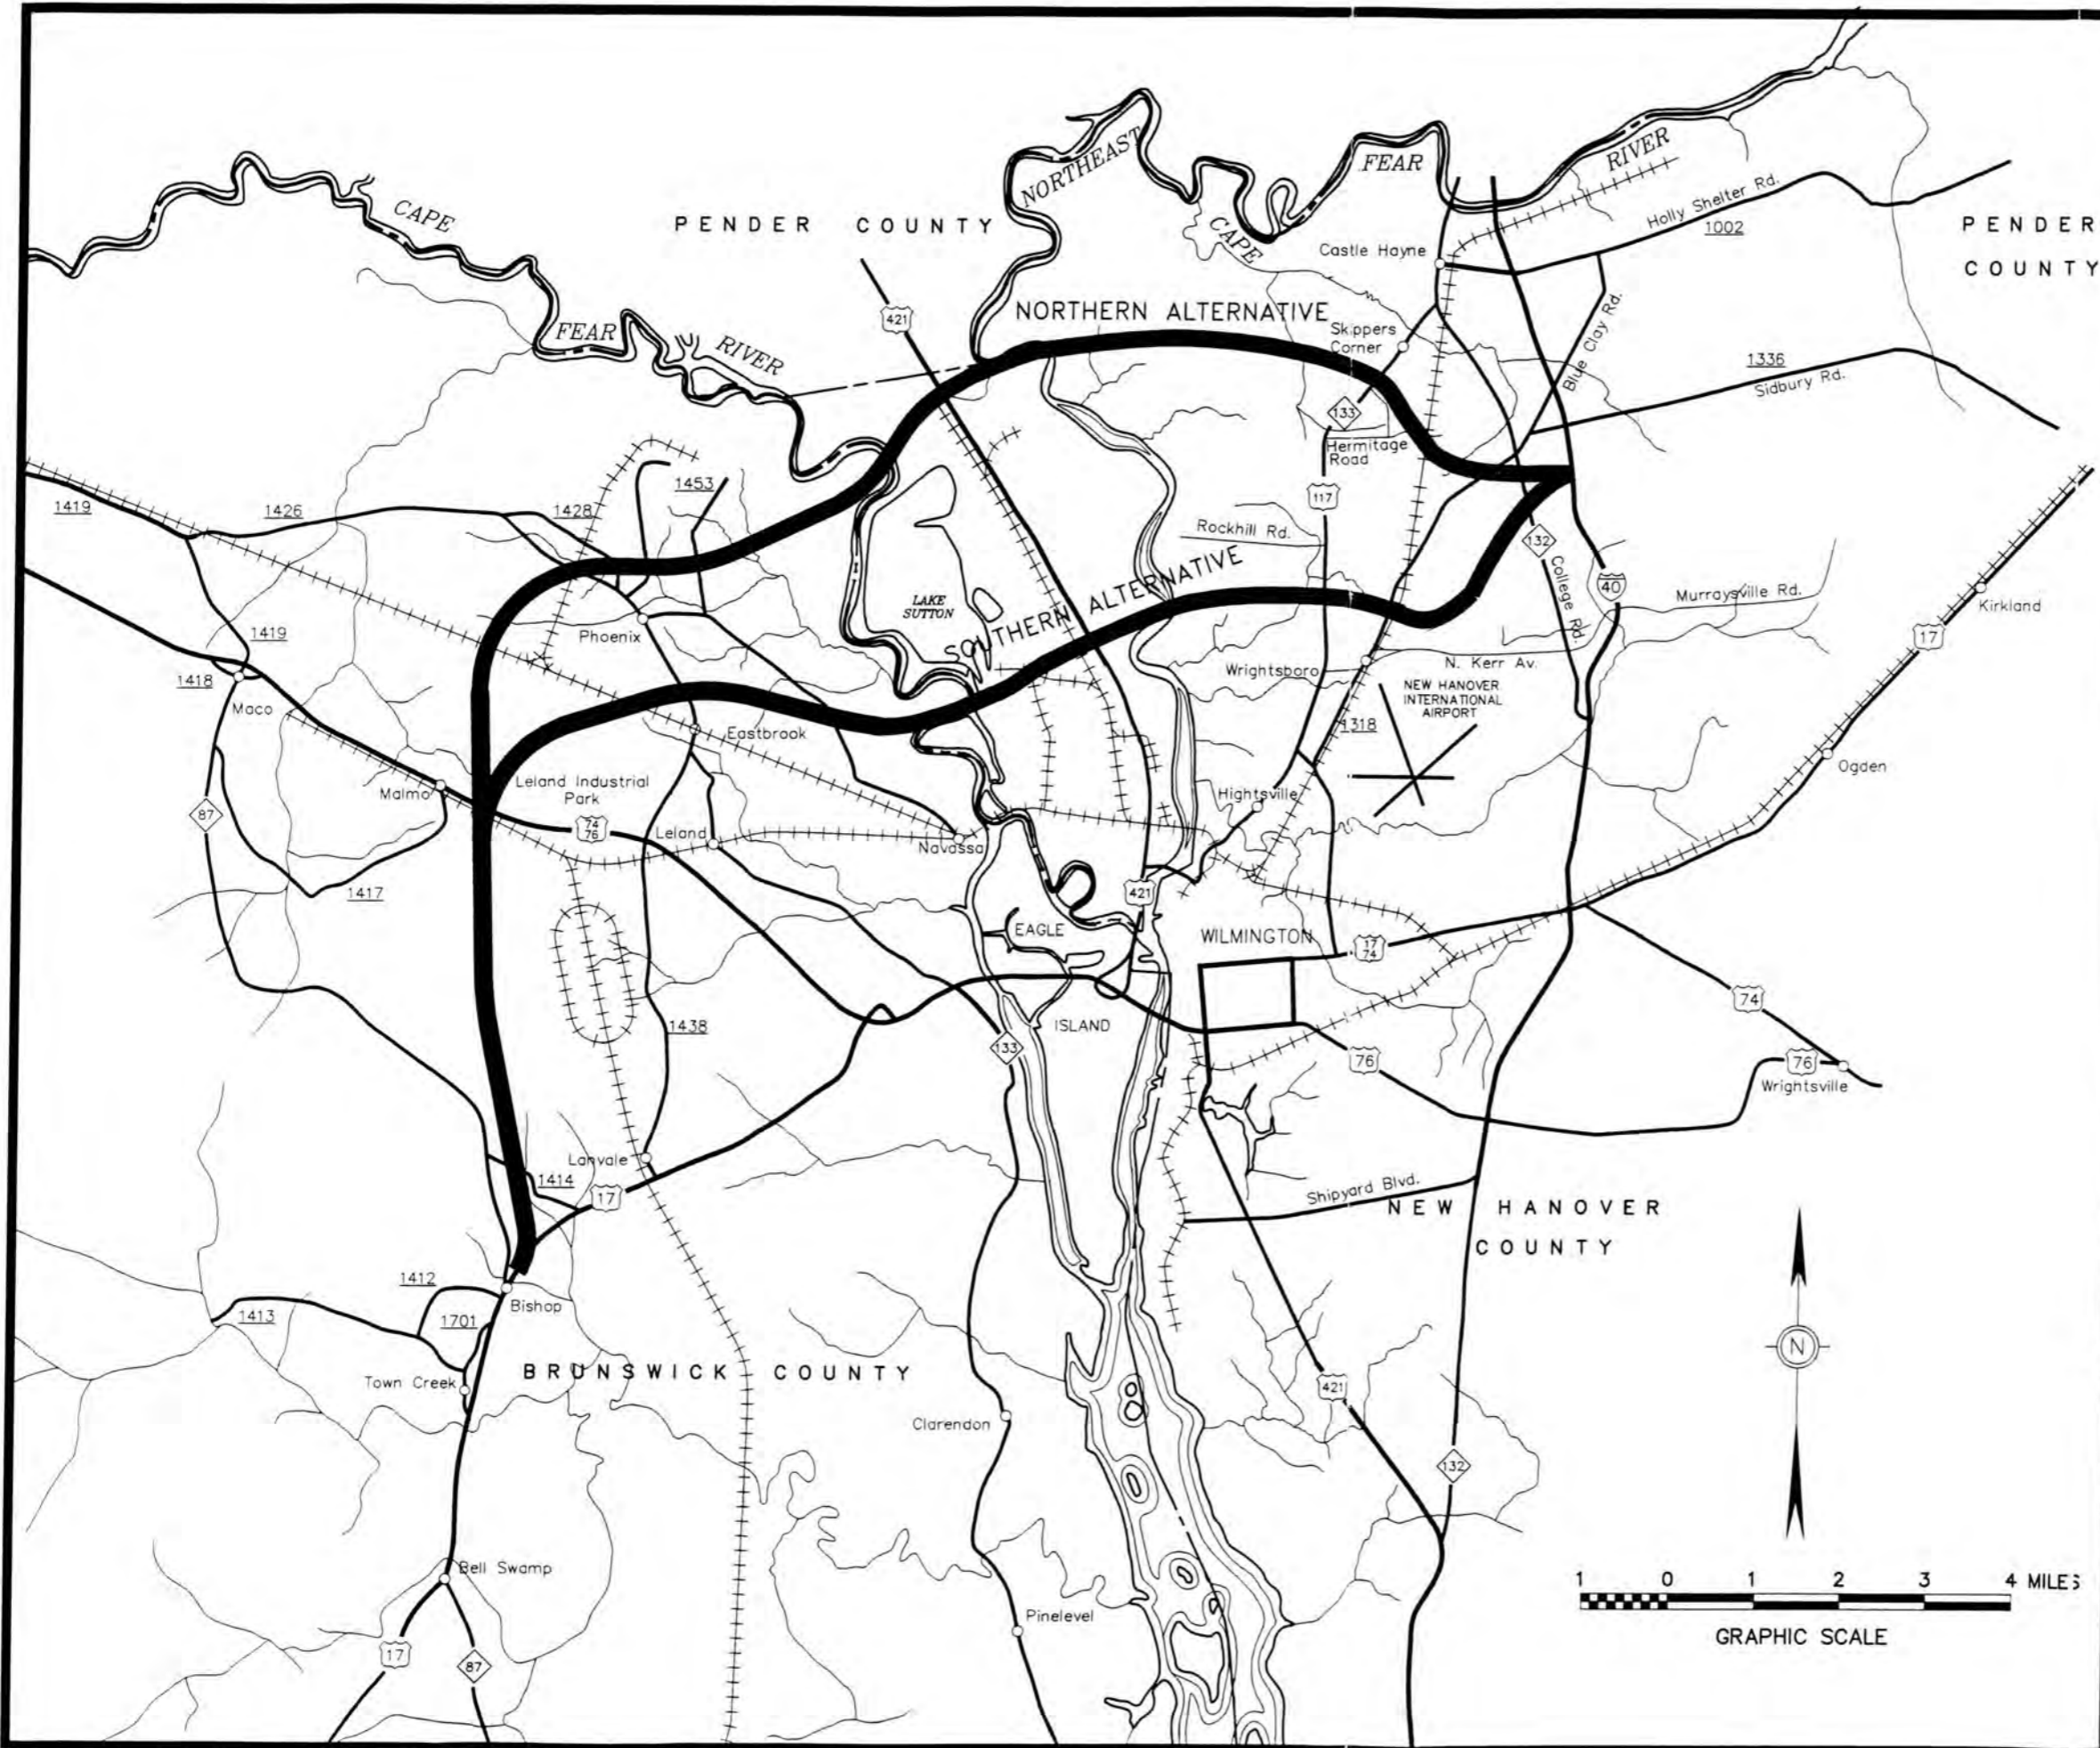 NORTHEAST
CAPE
FEAR
RIVER
CAPE
FEAR
RIVER
PENDER COUNTY
PENDER
COUNTY
Castle Hayne
Holly Shelter Rd.
1002
421
NORTHERN ALTERNATIVE
Skippers
Corner
Blue Clay Rd.
1336
Sidbury Rd.
133
Hermitage
Road
1419
1426
1428
1453
117
Rockhill Rd.
132
College Rd.
40
Murraysville Rd.
Kirkland
17
LAKE
SUTTON
SOUTHERN ALTERNATIVE
Phoenix
1419
1418
Maco
Wrightsboro
N. Kerr Av.
NEW HANOVER
INTERNATIONAL
AIRPORT
1318
Eastbrook
Ogden
Malmo
Leland Industrial
Park
74
76
Leland
Navassa
Hightsville
87
1417
421
EAGLE
ISLAND
WILMINGTON
17
74
74
76
76
Wrightsville
1438
133
Lanvale
1414
17
Shipyard Blvd.
NEW HANOVER
COUNTY
1412
1413
1701
Bishop
Town Creek
BRUNSWICK COUNTY
Clarendon
421
132
N
Bell Swamp
17
87
Pinelevel
1 0 1 2 3 4 MILES
GRAPHIC SCALE